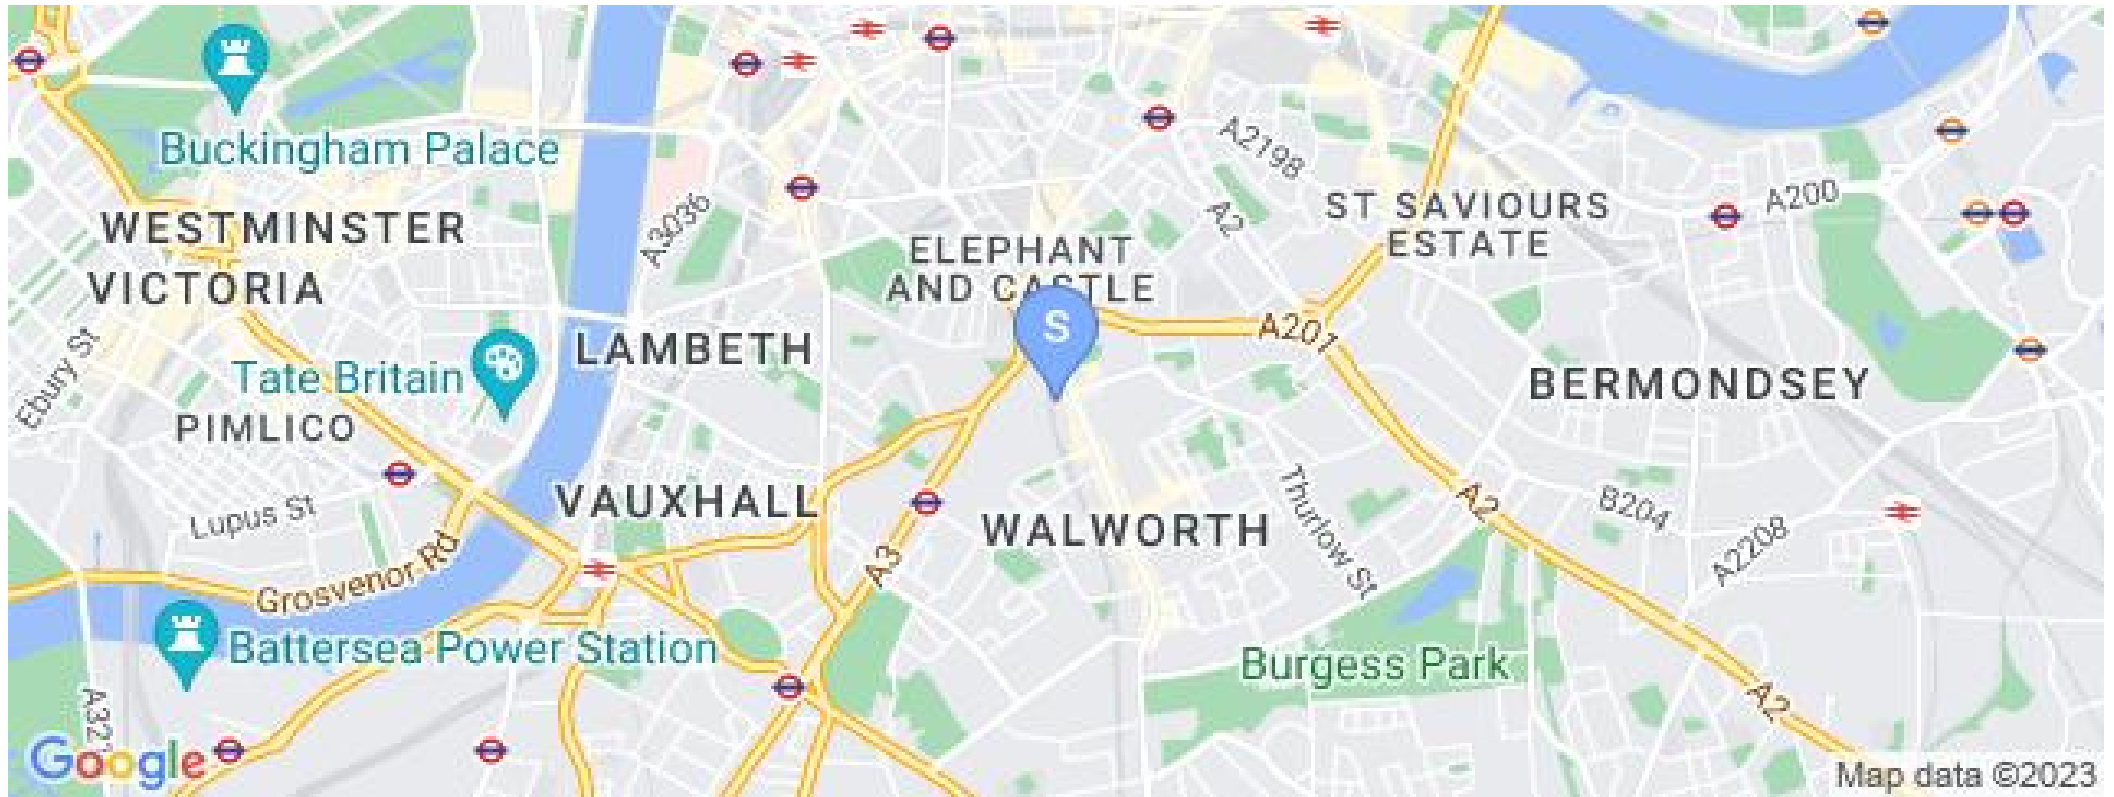 Buckingham Palace
A2198
A3036
A200
A2
WESTMINSTER
ST SAVIOURS
ESTATE
ELEPHANT
AND CASTLE
VICTORIA
S
A201
Ebury St
LAMBETH
Tate Britain
BERMONDSEY
PIMLICO
VAUXHALL
Lupus St
A2
B204
WALWORTH
Thurlow St
A2208
A3
Grosvenor Rd
Battersea Power Station
Burgess Park
A2
Google
Map data ©2023